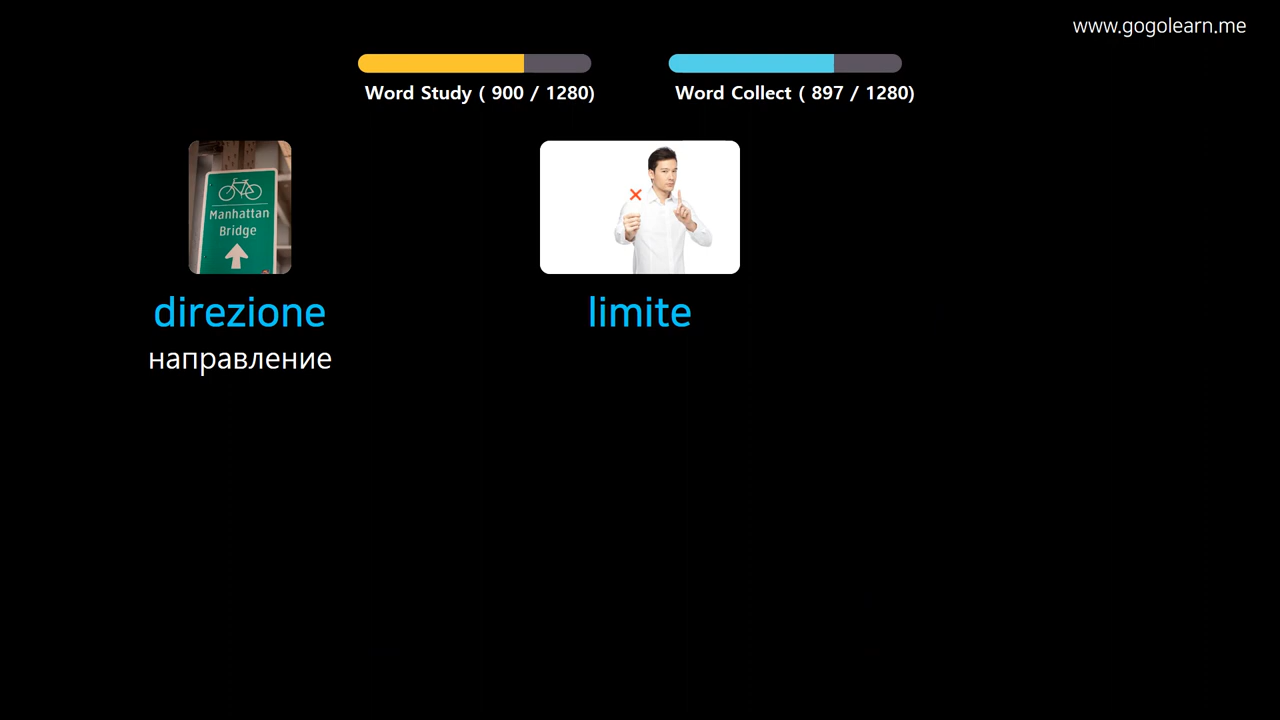 www.gogolearn.me
Word Study ( 900 / 1280)
Word Collect ( 897 / 1280)
Manhattan
Bridge
direzione
limite
направление